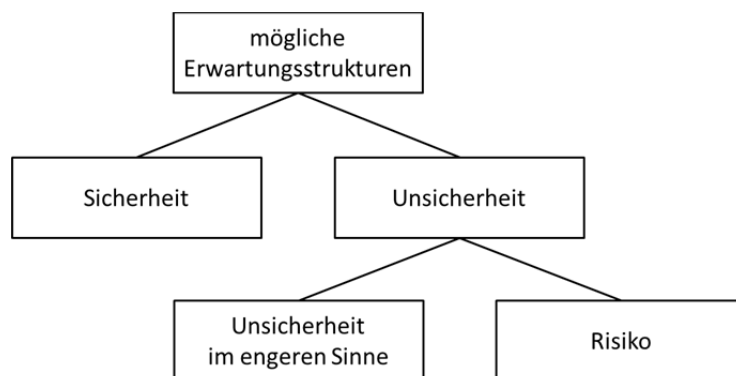 mögliche
Erwartungsstrukturen
Sicherheit
Unsicherheit
Unsicherheit
im engeren Sinne
Risiko